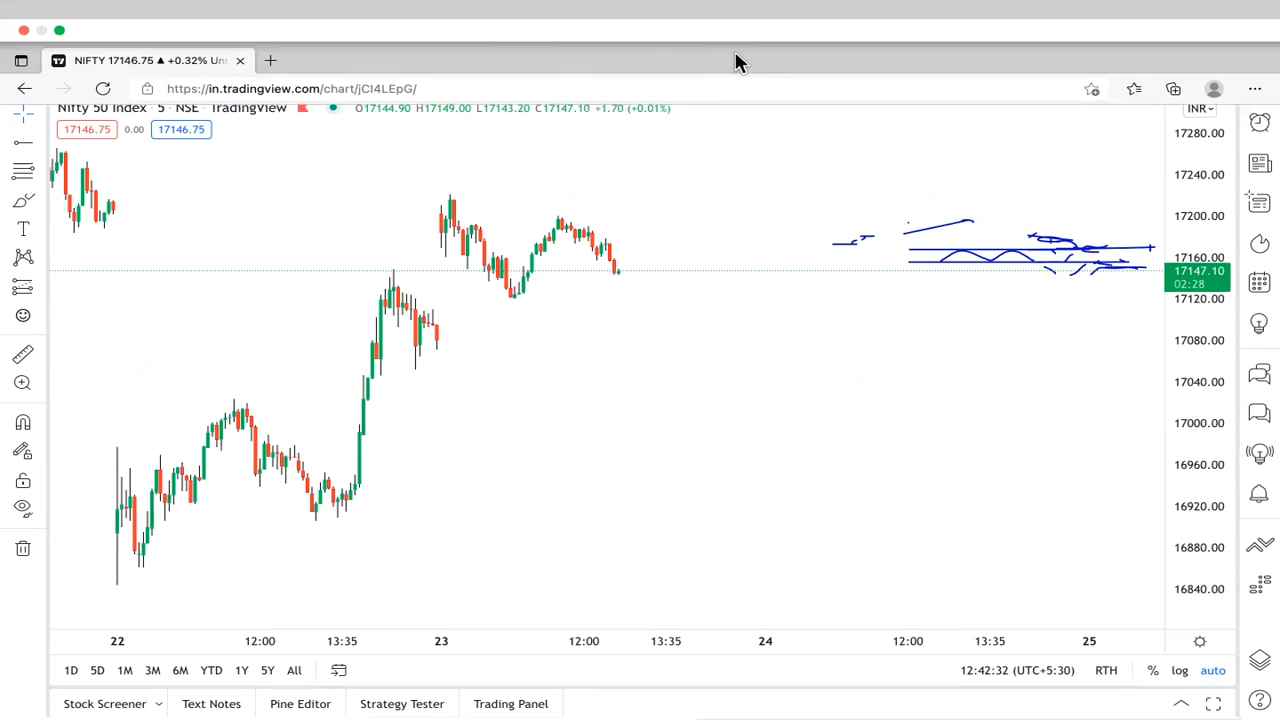 NIFTY 17146.75 ▲ +0.32% Un
https://in.tradingview.com/chart/jCI4LEpG/
Nifty 50 Index · 5 · NSE · TradingView O17144.90 H17149.00 L17143.20 C17147.10 +1.70 (+0.01%)
INR
17146.75 0.00 17146.75
17280.00
17240.00
17200.00
17160.00
17147.10
02:28
17120.00
17080.00
17040.00
17000.00
16960.00
16920.00
16880.00
16840.00
22 12:00 13:35 23 12:00 13:35 24 12:00 13:35 25
1D 5D 1M 3M 6M YTD 1Y 5Y All 12:42:32 (UTC+5:30) RTH % log auto
Stock Screener Text Notes Pine Editor Strategy Tester Trading Panel